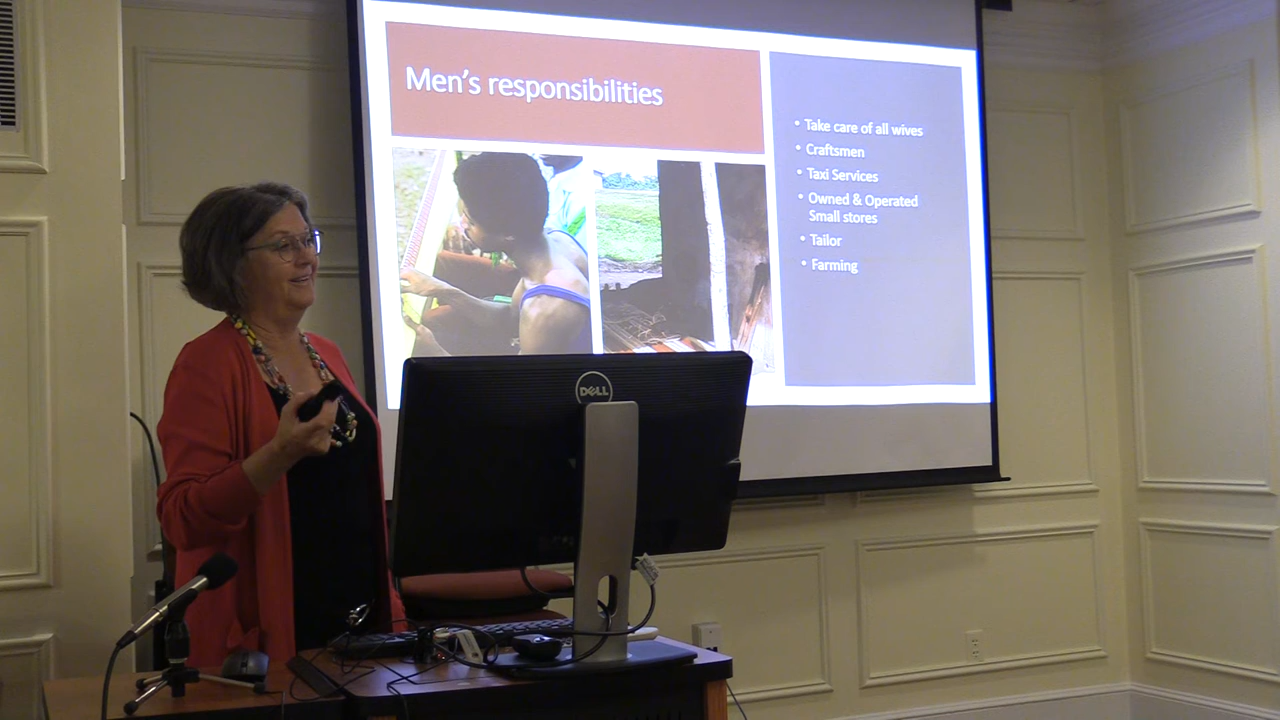 Men's responsibilities
• Take care of all wives
• Craftsmen
• Taxi Services
• Owned & Operated
Small stores
• Tailor
• Farming
DELL